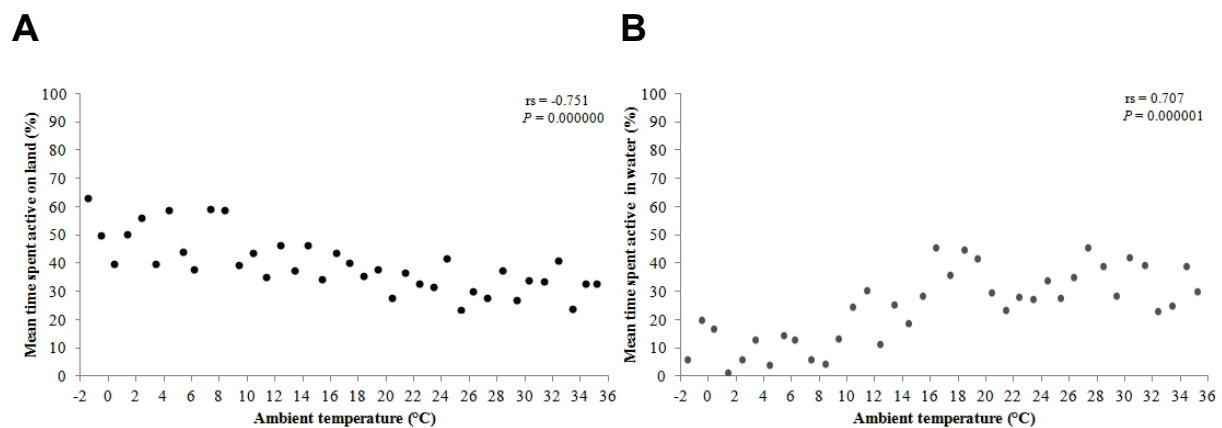 A
B
Mean time spent active on land (%)
100
90
80
70
60
50
40
30
20
10
0
rs = -0.751
P = 0.000000
-2 0 2 4 6 8 10 12 14 16 18 20 22 24 26 28 30 32 34 36
Ambient temperature (°C)
Mean time spent active in water (%)
100
90
80
70
60
50
40
30
20
10
0
rs = 0.707
P = 0.000001
-2 0 2 4 6 8 10 12 14 16 18 20 22 24 26 28 30 32 34 36
Ambient temperature (°C)